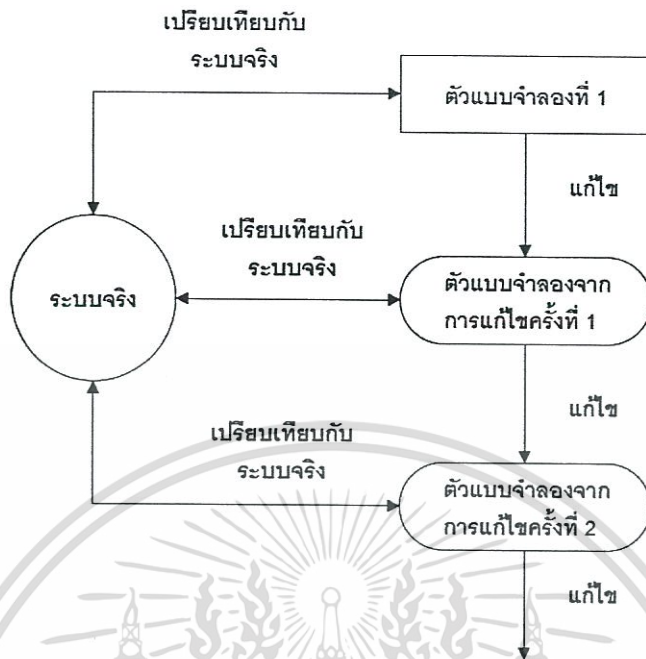 เปรียบเทียบกับ
ระบบจริง
ตัวแบบจำลองที่ 1
แก้ไข
เปรียบเทียบกับ
ระบบจริง
ระบบจริง
ตัวแบบจำลองจาก
การแก้ไขครั้งที่ 1
แก้ไข
เปรียบเทียบกับ
ระบบจริง
ตัวแบบจำลองจาก
การแก้ไขครั้งที่ 2
แก้ไข